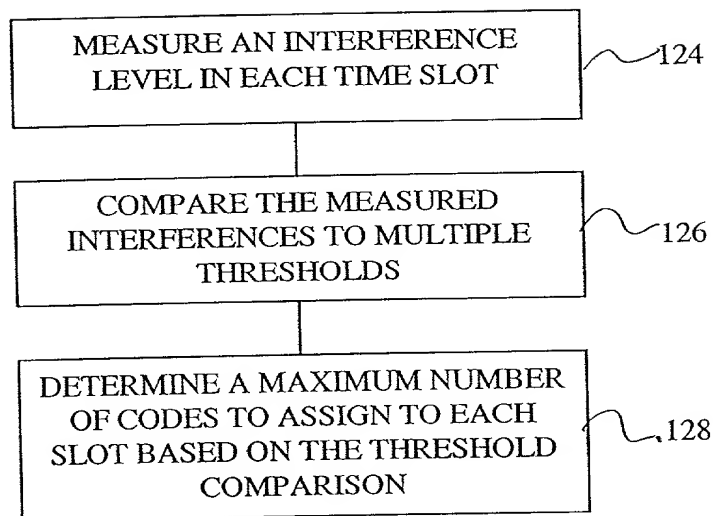 MEASURE AN INTERFERENCE
LEVEL IN EACH TIME SLOT
124
COMPARE THE MEASURED
INTERFERENCES TO MULTIPLE
THRESHOLDS
126
DETERMINE A MAXIMUM NUMBER
OF CODES TO ASSIGN TO EACH
SLOT BASED ON THE THRESHOLD
COMPARISON
128